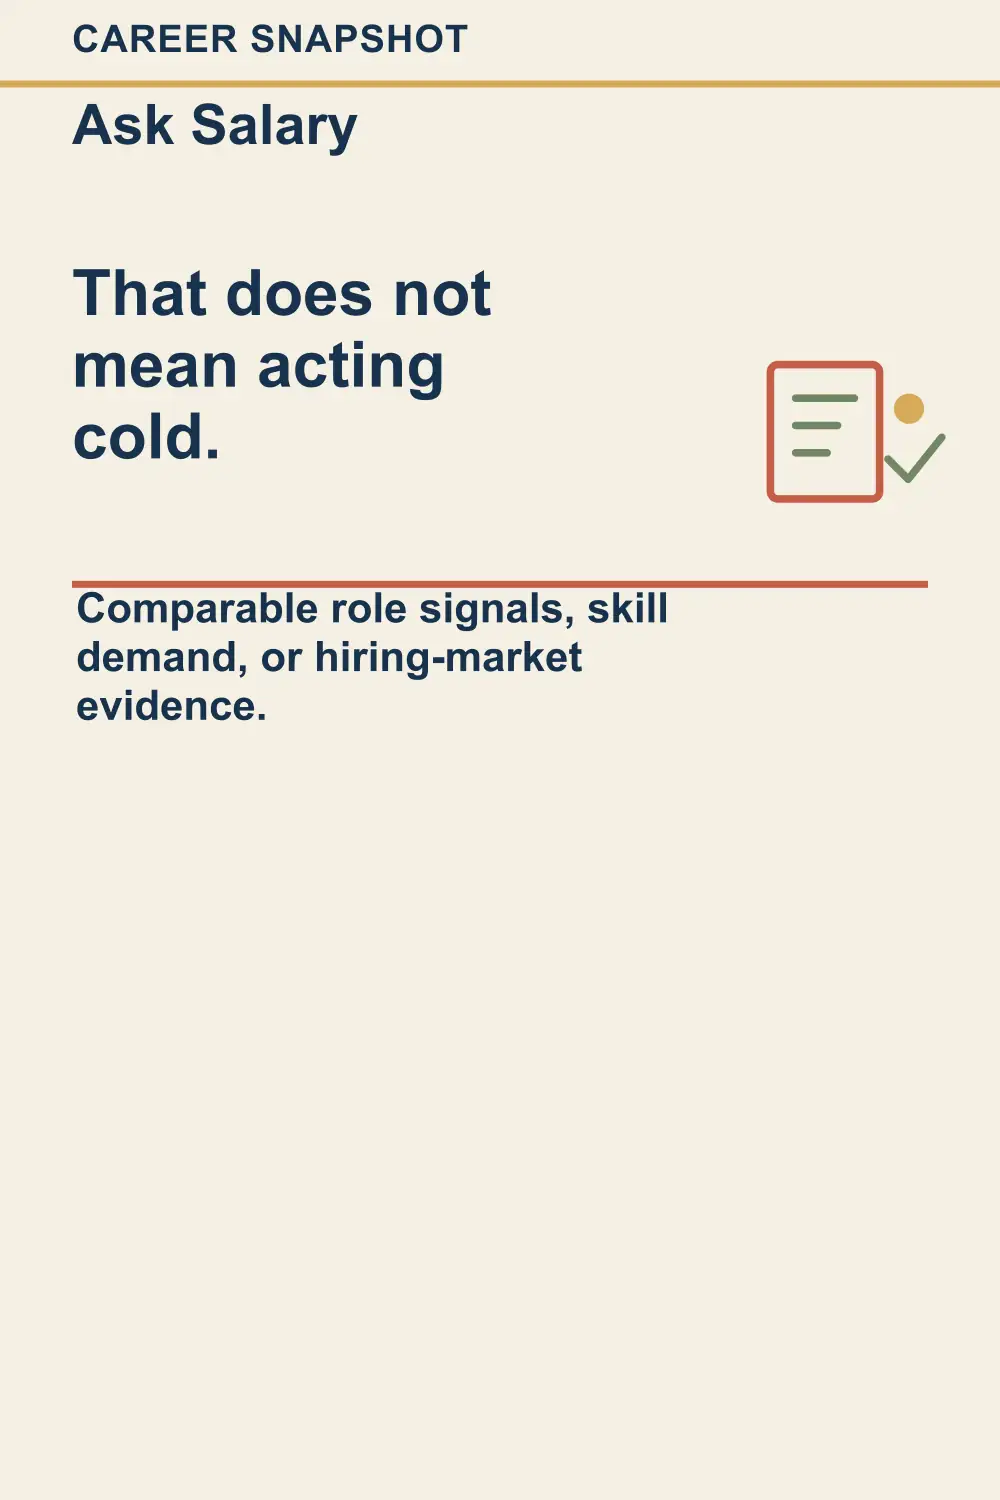 CAREER SNAPSHOT
Ask Salary
That does not
mean acting
cold.
Comparable role signals, skill
demand, or hiring-market
evidence.